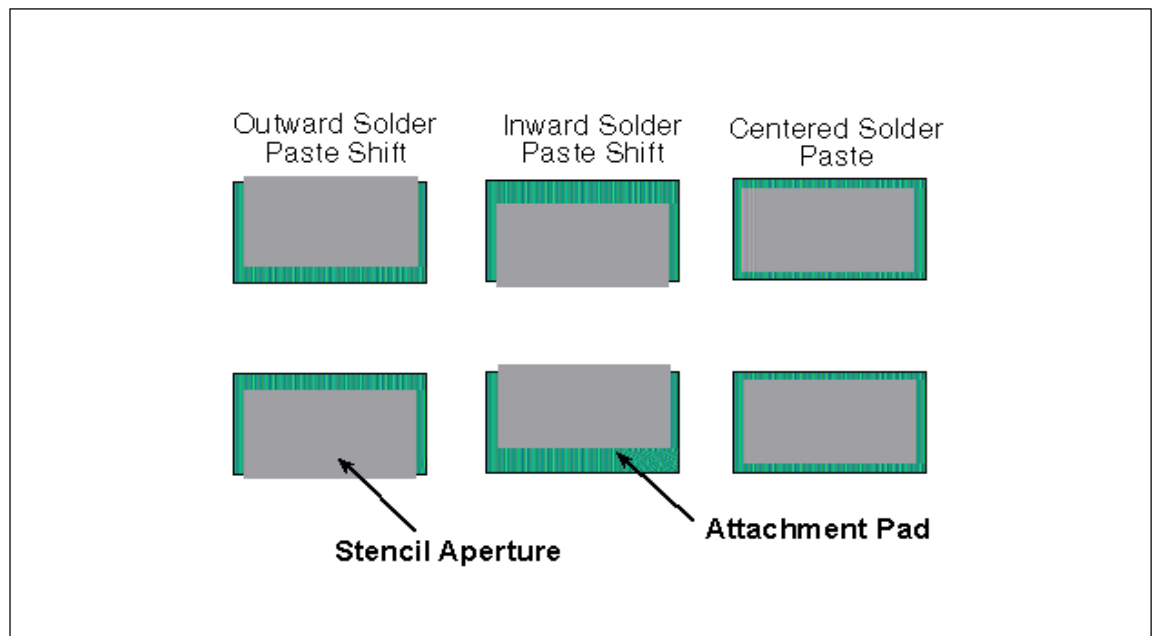 Outward Solder
Paste Shift
Inward Solder
Paste Shift
Centered Solder
Paste
Stencil Aperture
Attachment Pad